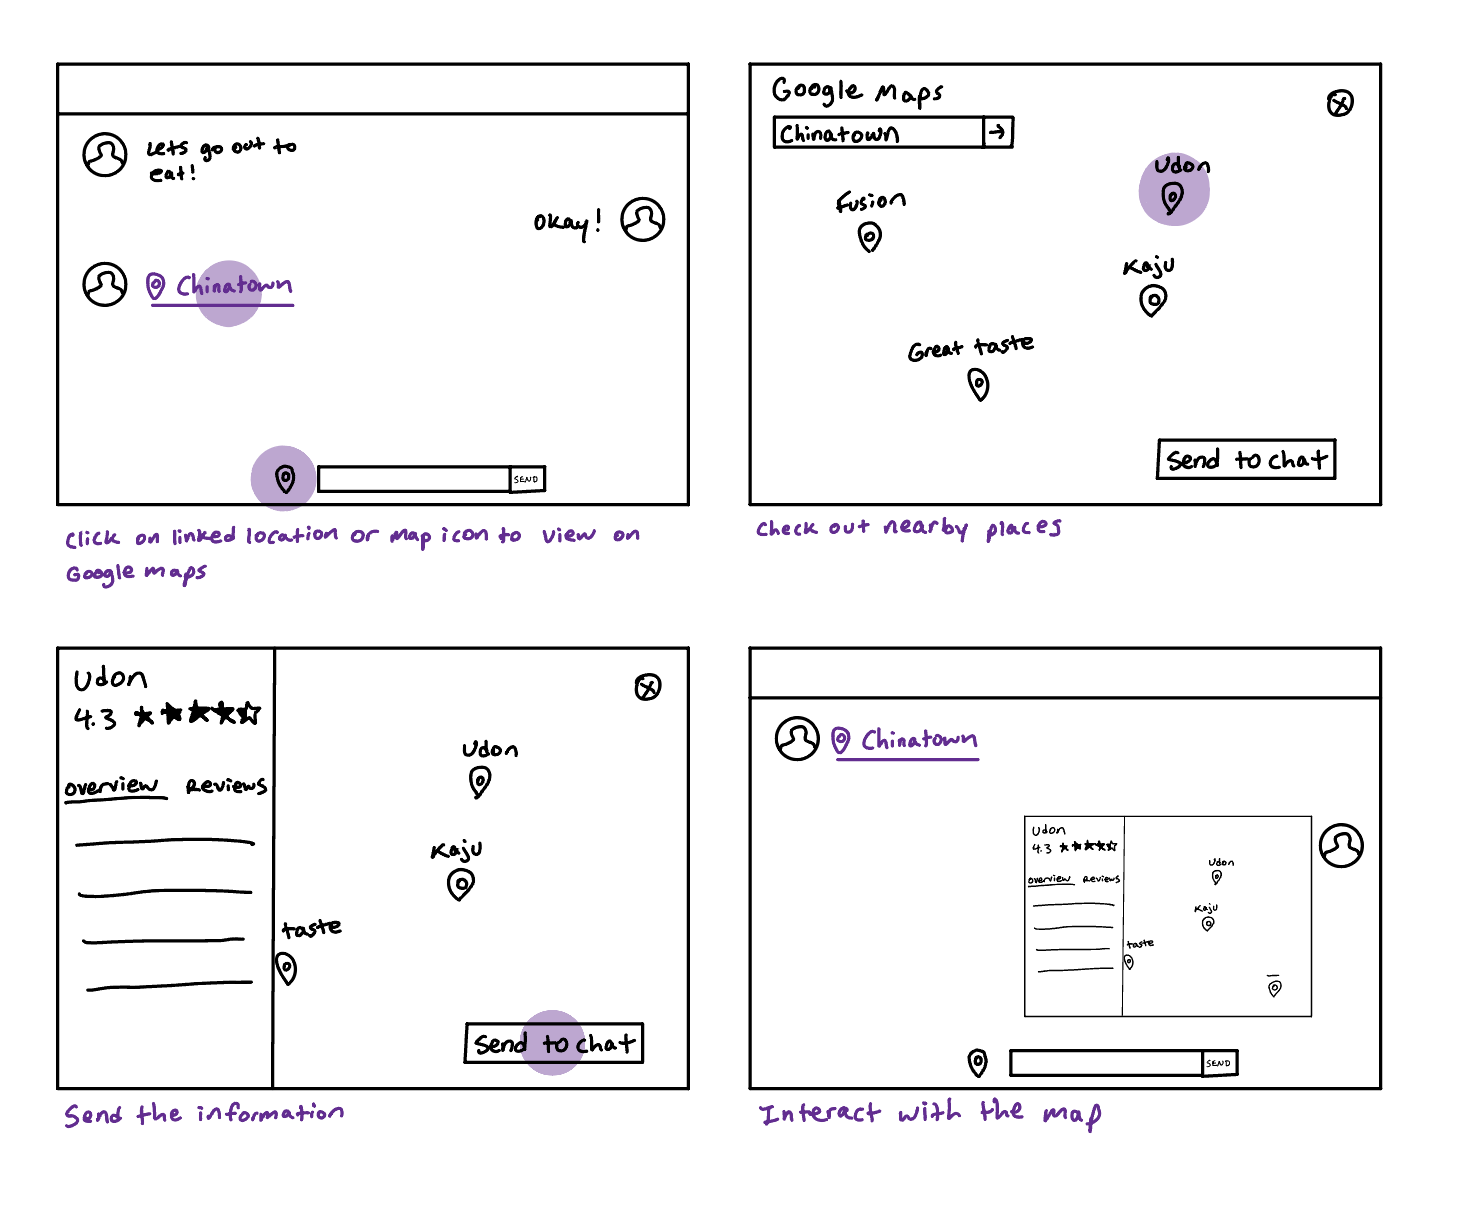 Lets go out to
eat!
Okay!
Chinatown
SEND
Click on linked location or map icon to view on
Google maps
Google maps
Chinatown
Udon
Fusion
Kaju
Great taste
Send to chat
Check out nearby places
Udon
4.3
overview Reviews
Udon
Kaju
taste
Send to chat
Send the information
Chinatown
Udon
4.3
overview Reviews
Udon
Kaju
taste
SEND
Interact with the map